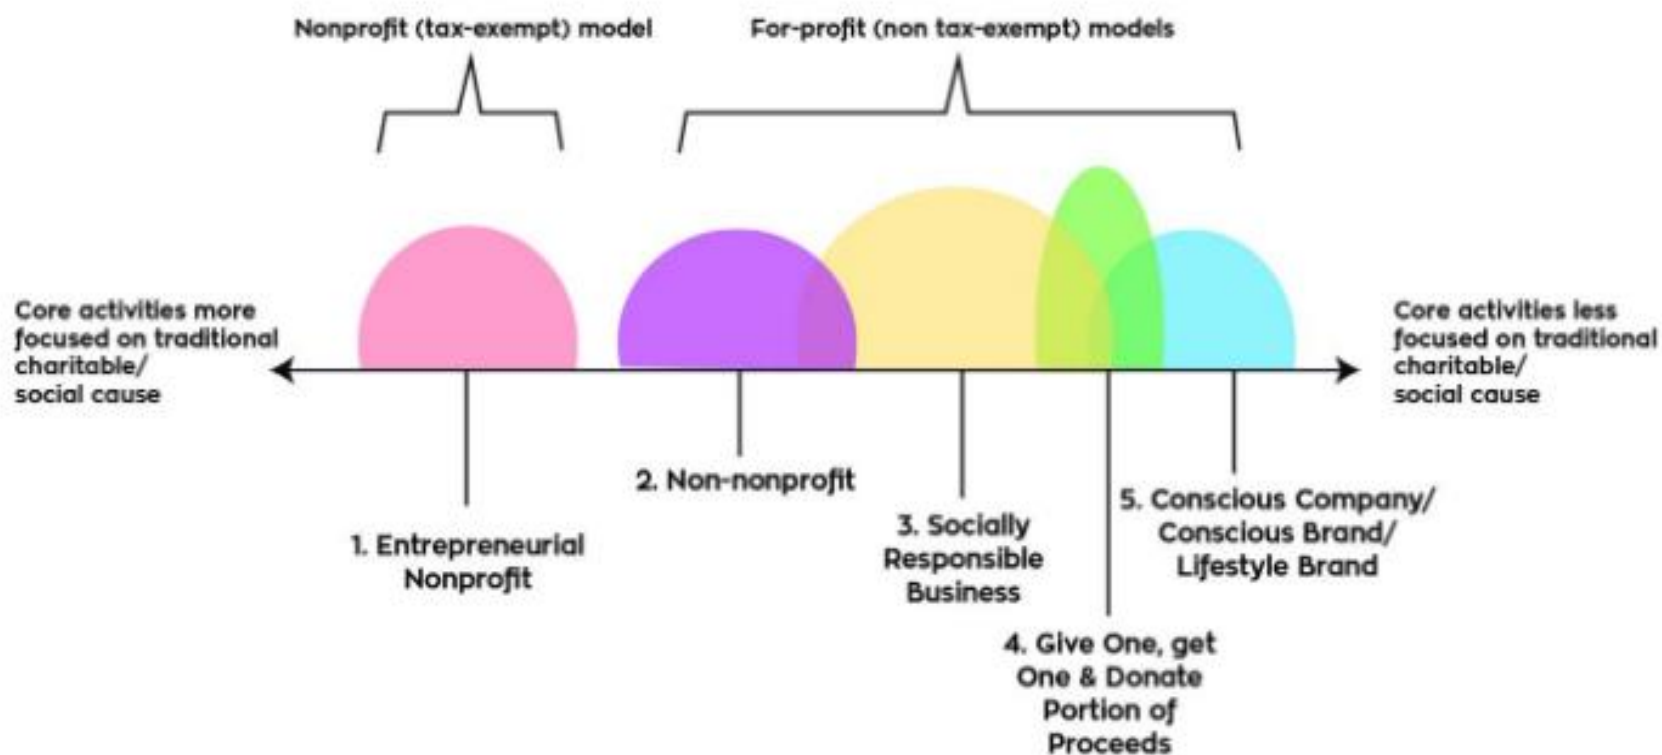 Nonprofit (tax-exempt) model
For-profit (non tax-exempt) models
Core activities more
focused on traditional
charitable/
social cause
Core activities less
focused on traditional
charitable/
social cause
1. Entrepreneurial
Nonprofit
2. Non-nonprofit
3. Socially
Responsible
Business
4. Give One, get
One & Donate
Portion of
Proceeds
5. Conscious Company/
Conscious Brand/
Lifestyle Brand